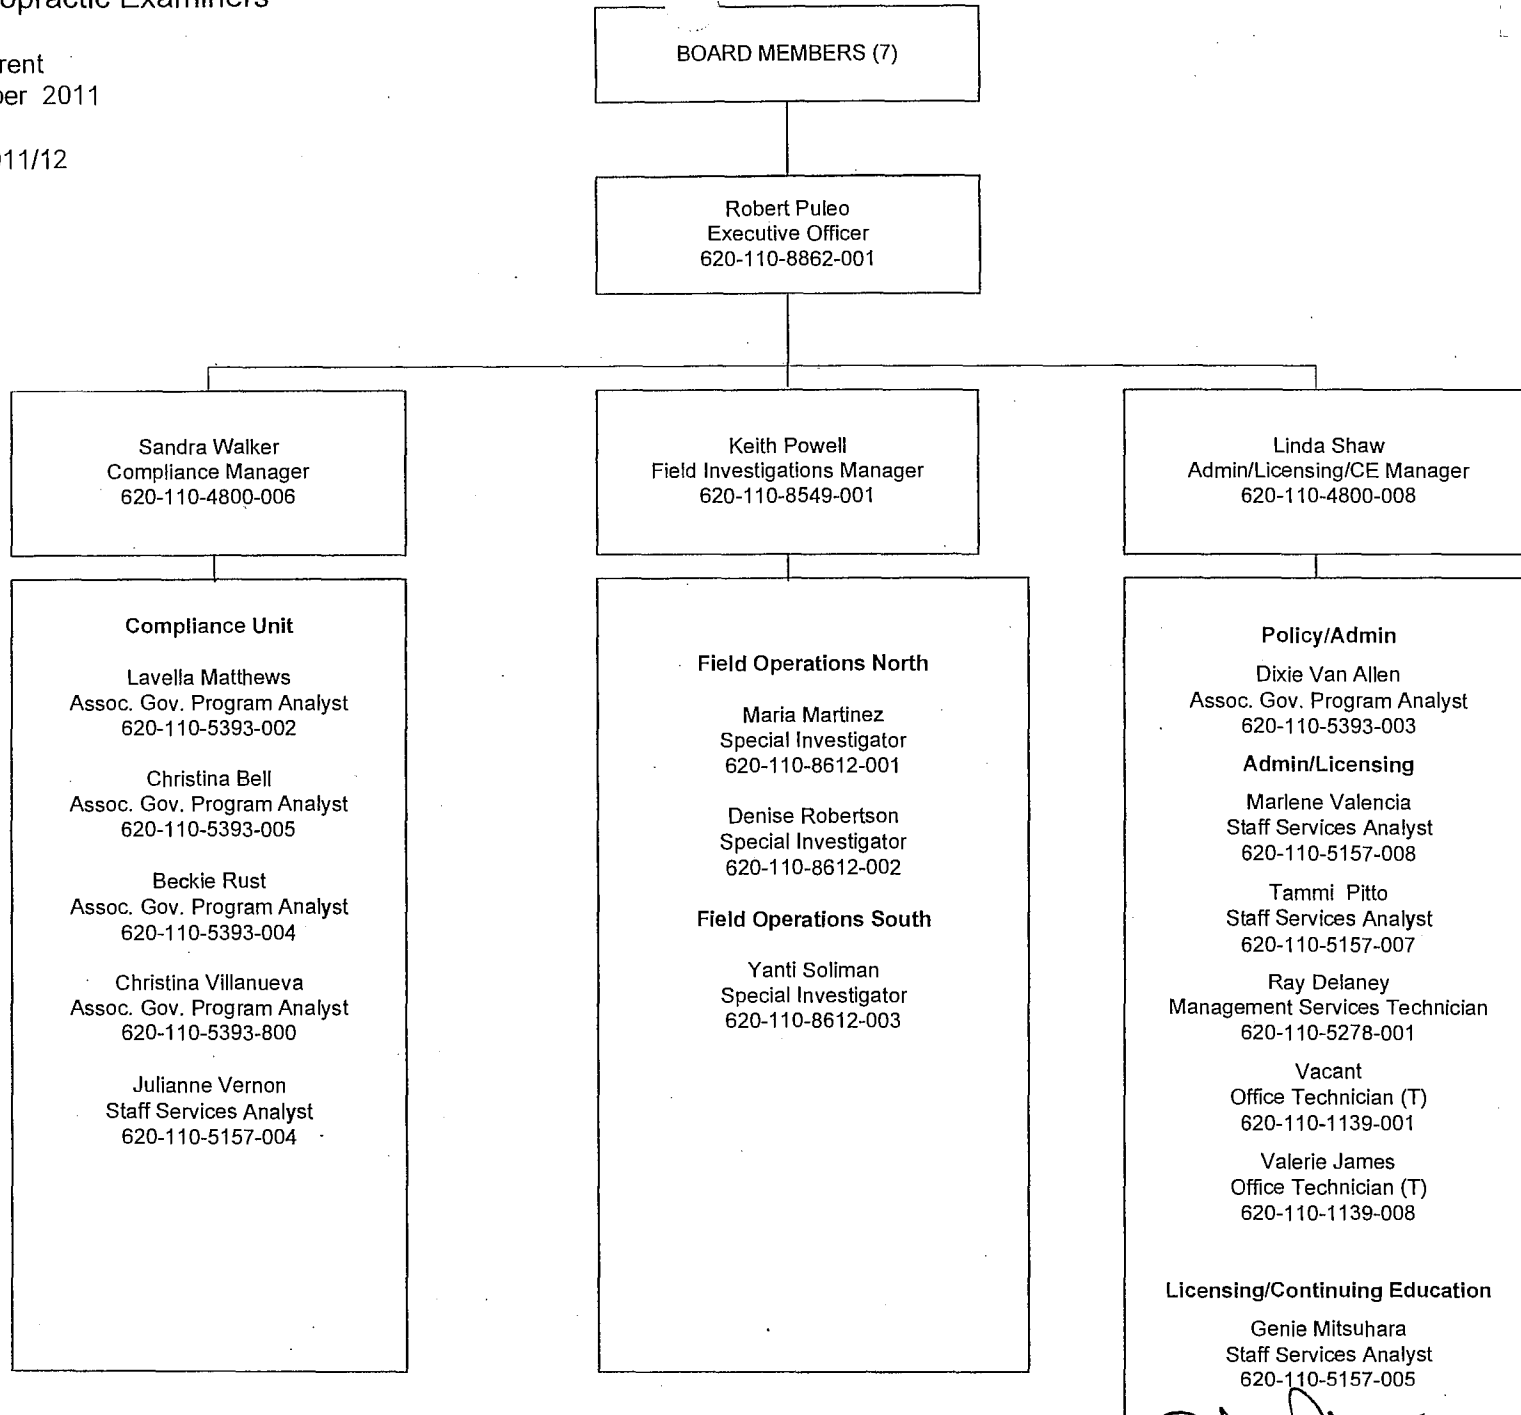 opractic Examiners
rent
ber 2011
11/12
BOARD MEMBERS (7)
Robert Puleo
Executive Officer
620-110-8862-001
Sandra Walker
Compliance Manager
620-110-4800-006
Keith Powell
Field Investigations Manager
620-110-8549-001
Linda Shaw
Admin/Licensing/CE Manager
620-110-4800-008
Compliance Unit
Lavella Matthews
Assoc. Gov. Program Analyst
620-110-5393-002
Christina Bell
Assoc. Gov. Program Analyst
620-110-5393-005
Beckie Rust
Assoc. Gov. Program Analyst
620-110-5393-004
Christina Villanueva
Assoc. Gov. Program Analyst
620-110-5393-800
Julianne Vernon
Staff Services Analyst
620-110-5157-004
Field Operations North
Maria Martinez
Special Investigator
620-110-8612-001
Denise Robertson
Special Investigator
620-110-8612-002
Field Operations South
Yanti Soliman
Special Investigator
620-110-8612-003
Policy/Admin
Dixie Van Allen
Assoc. Gov. Program Analyst
620-110-5393-003
Admin/Licensing
Marlene Valencia
Staff Services Analyst
620-110-5157-008
Tammi Pitto
Staff Services Analyst
620-110-5157-007
Ray Delaney
Management Services Technician
620-110-5278-001
Vacant
Office Technician (T)
620-110-1139-001
Valerie James
Office Technician (T)
620-110-1139-008
Licensing/Continuing Education
Genie Mitsuhara
Staff Services Analyst
620-110-5157-005